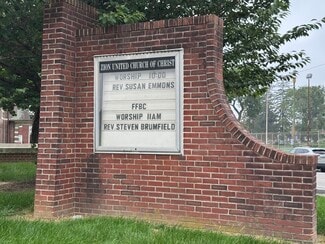 ZION UNITED CHURCH OF CHRIST
WORSHIP 10:00
REV SUSAN EMMONS
FFBC
WORSHIP 11AM
REV STEVEN BRUMFIELD